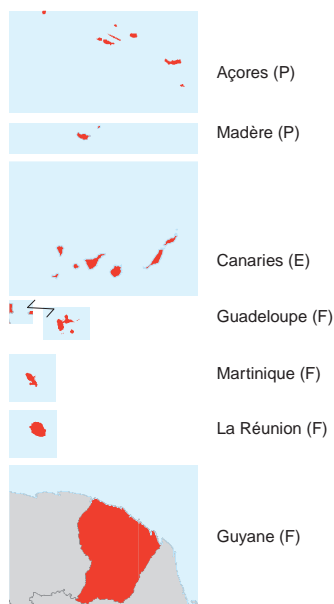 Açores (P)
Madère (P)
Canaries (E)
Guadeloupe (F)
Martinique (F)
La Réunion (F)
Guyane (F)